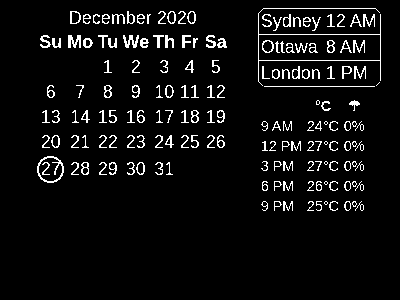 December 2020
Su Mo Tu We Th Fr Sa
1 2 3 4 5
6 7 8 9 10 11 12
13 14 15 16 17 18 19
20 21 22 23 24 25 26
27 28 29 30 31
Sydney 12 AM
Ottawa 8 AM
London 1 PM
°C ☂
9 AM 24°C 0%
12 PM 27°C 0%
3 PM 27°C 0%
6 PM 26°C 0%
9 PM 25°C 0%